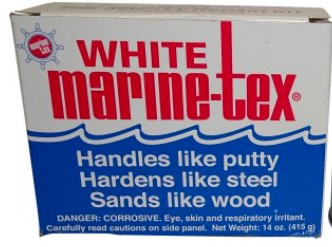 WHITE
marine-tex®
Handles like putty
Hardens like steel
Sands like wood
DANGER: CORROSIVE. Eye, skin and respiratory irritant.
Carefully read cautions on side panel. Net Weight: 14 oz. (415 g)